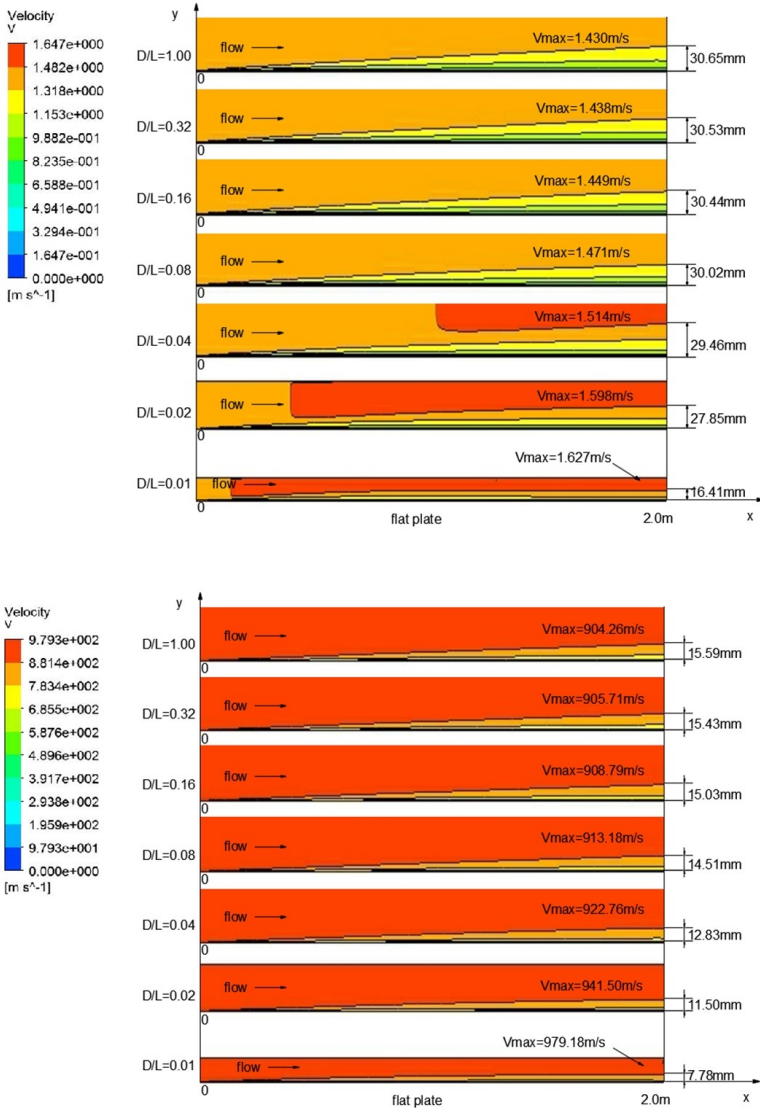 Velocity
V
1.647e+000
1.482e+000
1.318e+000
1.153e+000
9.882e-001
8.235e-001
6.588e-001
4.941e-001
3.294e-001
1.647e-001
0.000e+000
[m s^-1]
y
D/L=1.00
flow
Vmax=1.430m/s
30.65mm
0
D/L=0.32
flow
Vmax=1.438m/s
30.53mm
0
D/L=0.16
flow
Vmax=1.449m/s
30.44mm
0
D/L=0.08
flow
Vmax=1.471m/s
30.02mm
0
D/L=0.04
flow
Vmax=1.514m/s
29.46mm
0
D/L=0.02
flow
Vmax=1.598m/s
27.85mm
0
Vmax=1.627m/s
D/L=0.01
flow
16.41mm
0
flat plate
2.0m
x
Velocity
V
9.793e+002
8.814e+002
7.834e+002
6.855e+002
5.876e+002
4.896e+002
3.917e+002
2.938e+002
1.959e+002
9.793e+001
0.000e+000
[m s^-1]
y
D/L=1.00
flow
Vmax=904.26m/s
15.59mm
0
D/L=0.32
flow
Vmax=905.71m/s
15.43mm
0
D/L=0.16
flow
Vmax=908.79m/s
15.03mm
0
D/L=0.08
flow
Vmax=913.18m/s
14.51mm
0
D/L=0.04
flow
Vmax=922.76m/s
12.83mm
0
D/L=0.02
flow
Vmax=941.50m/s
11.50mm
0
Vmax=979.18m/s
D/L=0.01
flow
7.78mm
0
flat plate
2.0m
x